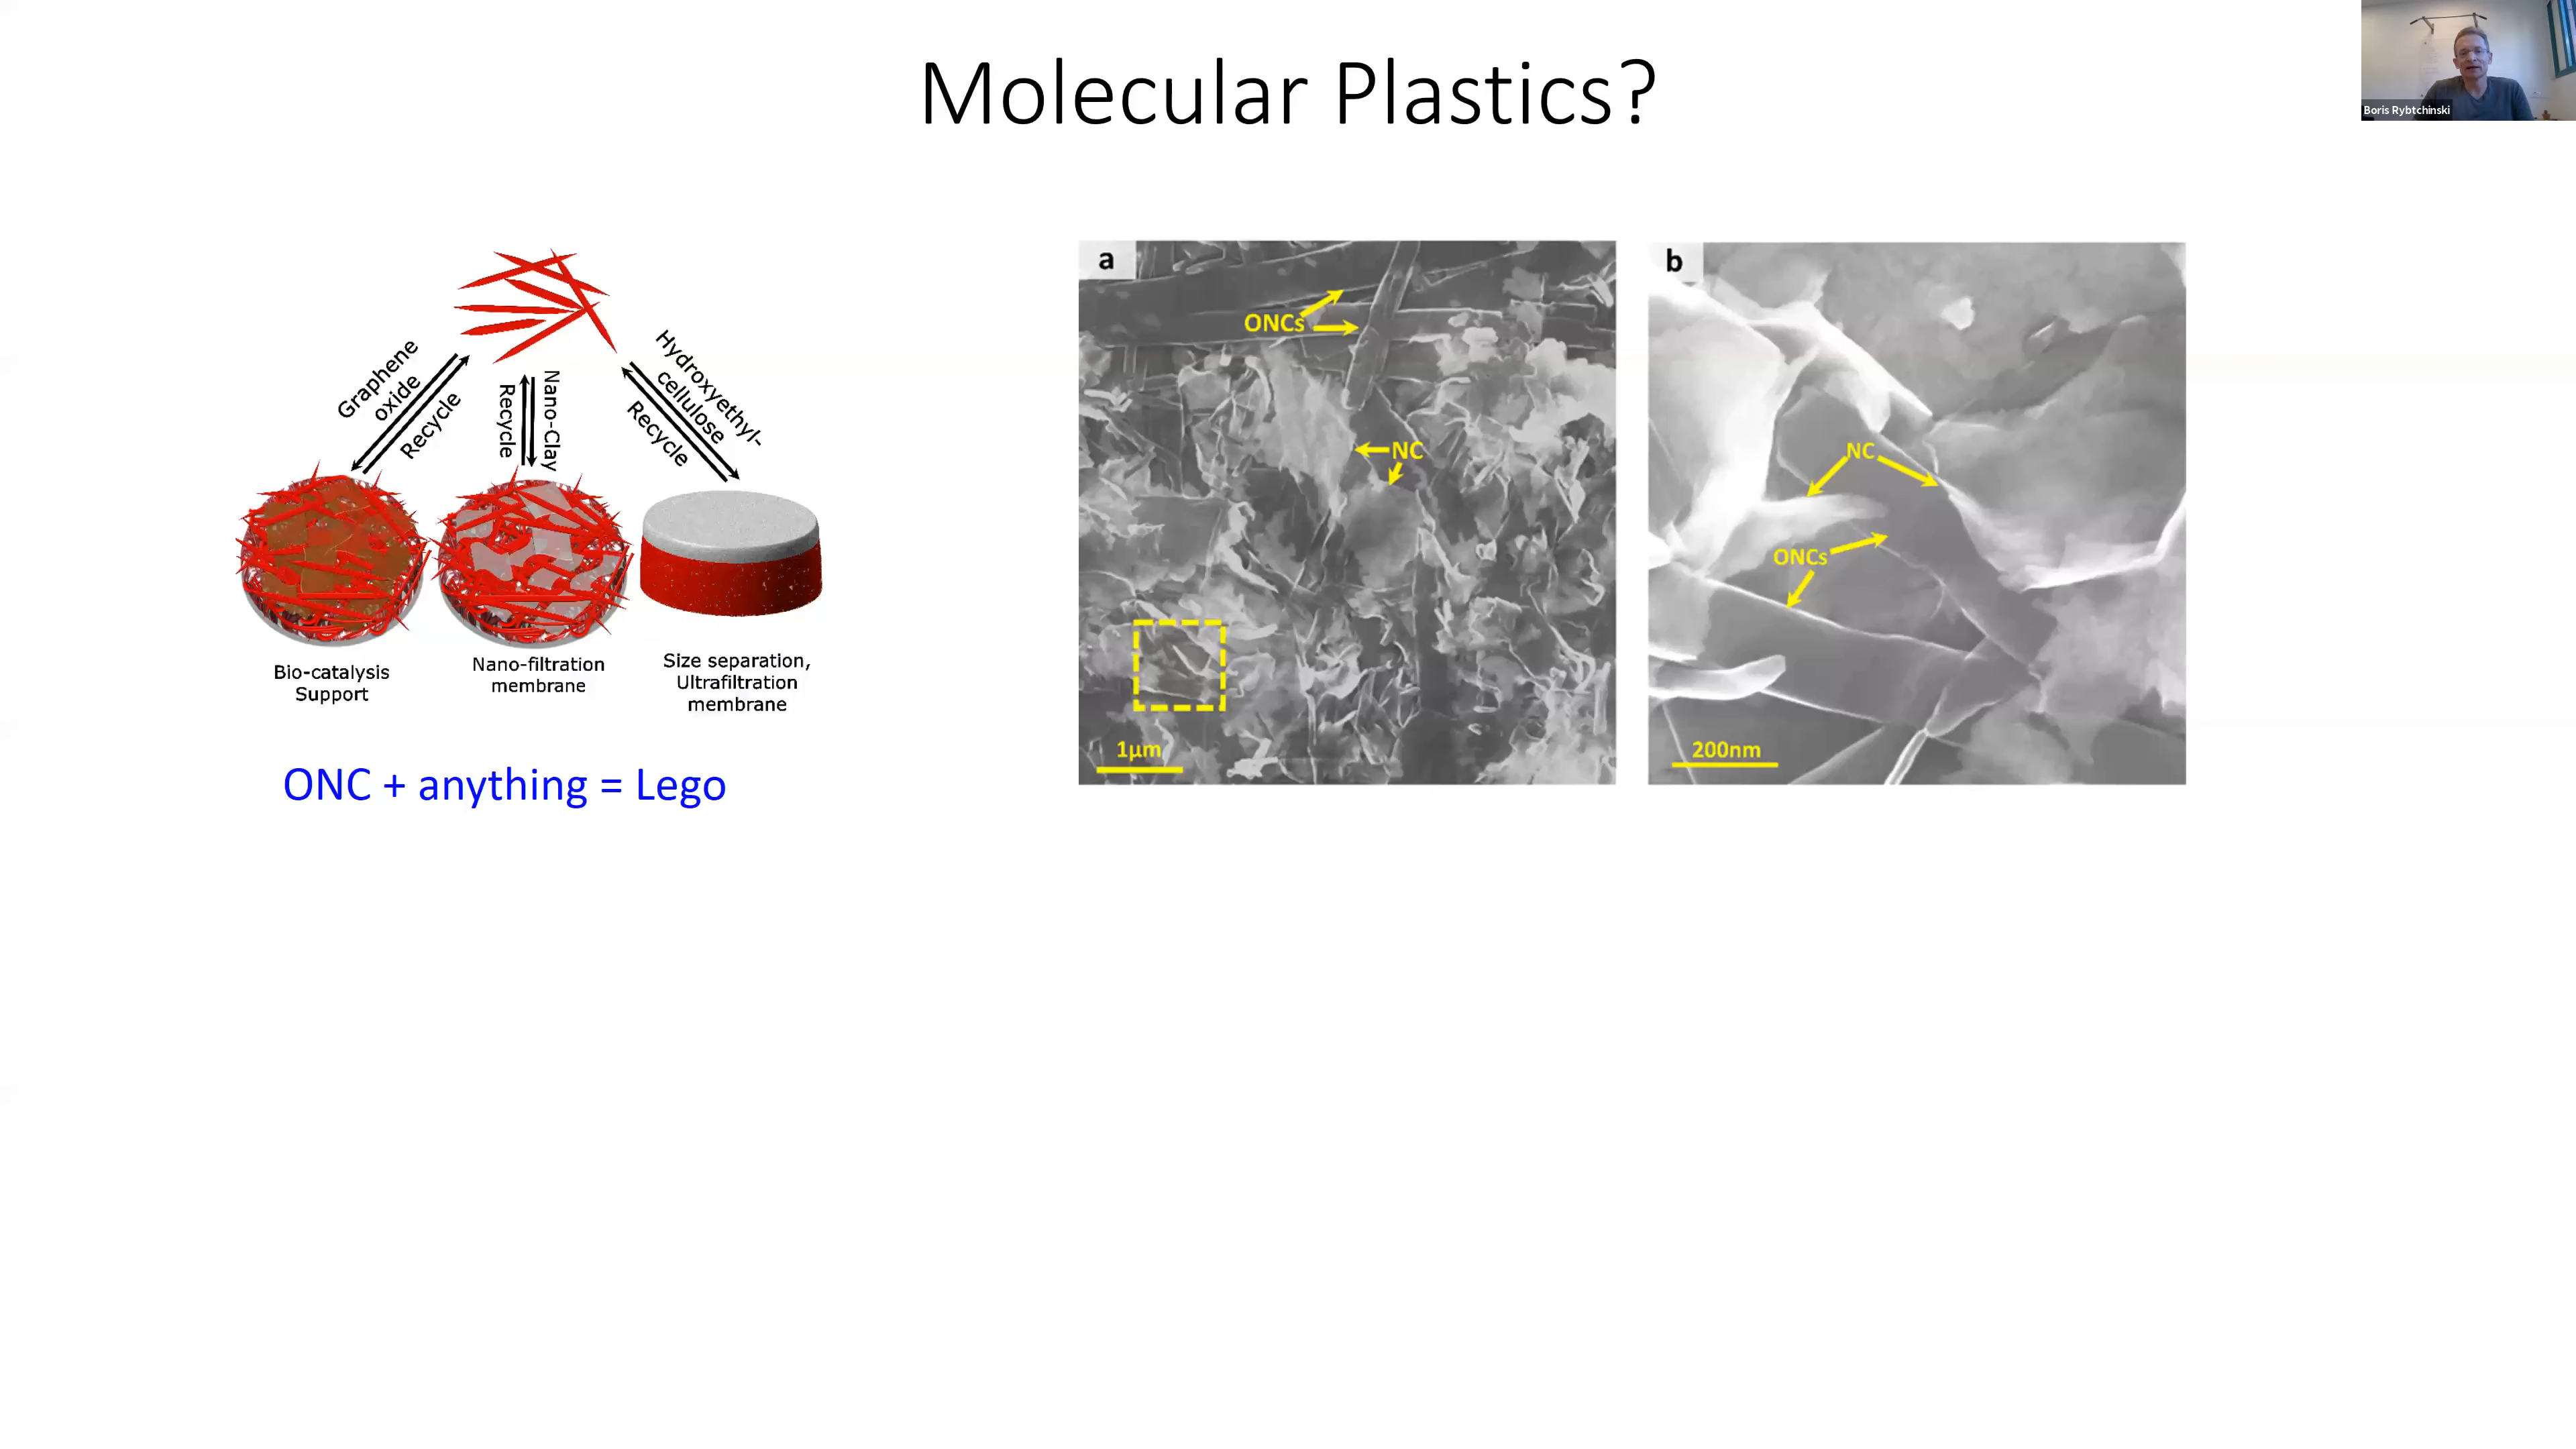 Molecular Plastics?
Boris Rybtchinski
Graphene
oxide
Recycle
Recycle
Nano-Clay
Hydroxyethyl-
cellulose
Recycle
Bio-catalysis
Support
Nano-filtration
membrane
Size separation,
Ultrafiltration
membrane
ONC + anything = Lego
a
ONCs
NC
1μm
b
NC
ONCs
200nm